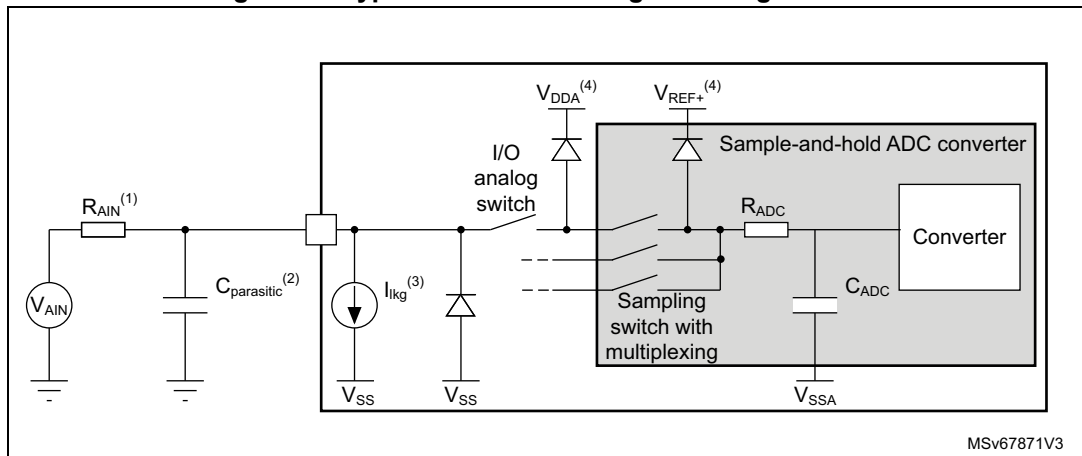 V_DDA^(4)
V_REF+^(4)
Sample-and-hold ADC converter
I/O
analog
switch
R_AIN^(1)
R_ADC
Converter
C_parasitic^(2)
I_lkg^(3)
C_ADC
V_AIN
Sampling
switch with
multiplexing
V_SS
V_SS
V_SSA
MSv67871V3